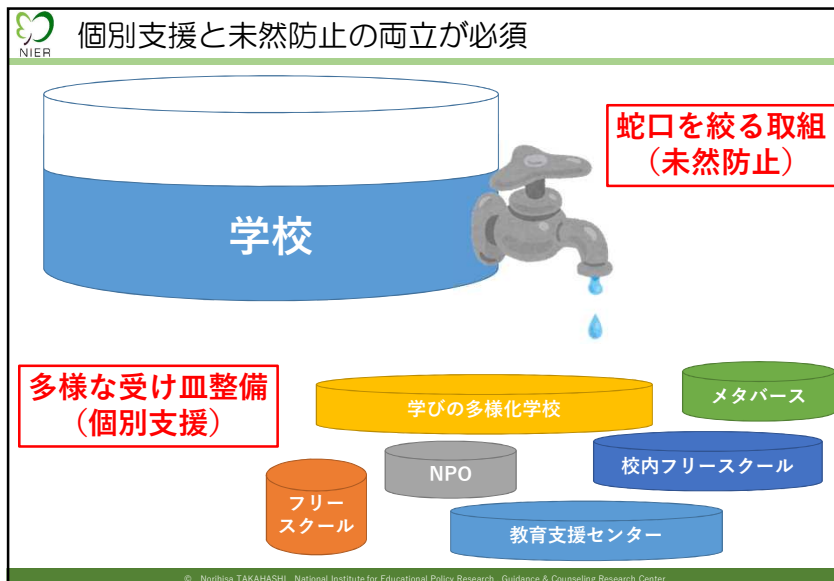 NIER
個別支援と未然防止の両立が必須
蛇口を絞る取組
（未然防止）
学校
多様な受け皿整備
（個別支援）
学びの多様化学校
メタバース
NPO
校内フリースクール
フリー
スクール
教育支援センター
© Norihisa TAKAHASHI, National Institute for Educational Policy Research, Guidance & Counseling Research Center